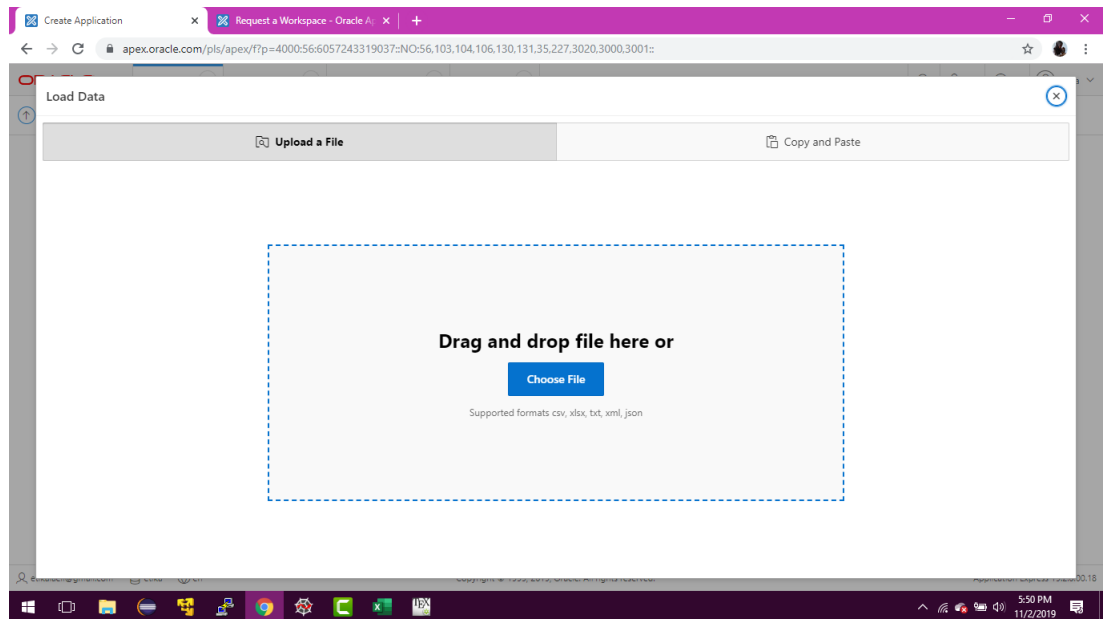 Create Application
Request a Workspace - Oracle Ap
apex.oracle.com/pls/apex/f?p=4000:56:6057243319037::NO:56,103,104,106,130,131,35,227,3020,3000,3001::
Load Data
Upload a File
Copy and Paste
Drag and drop file here or
Choose File
Supported formats csv, xlsx, txt, xml, json
5:50 PM
11/2/2019